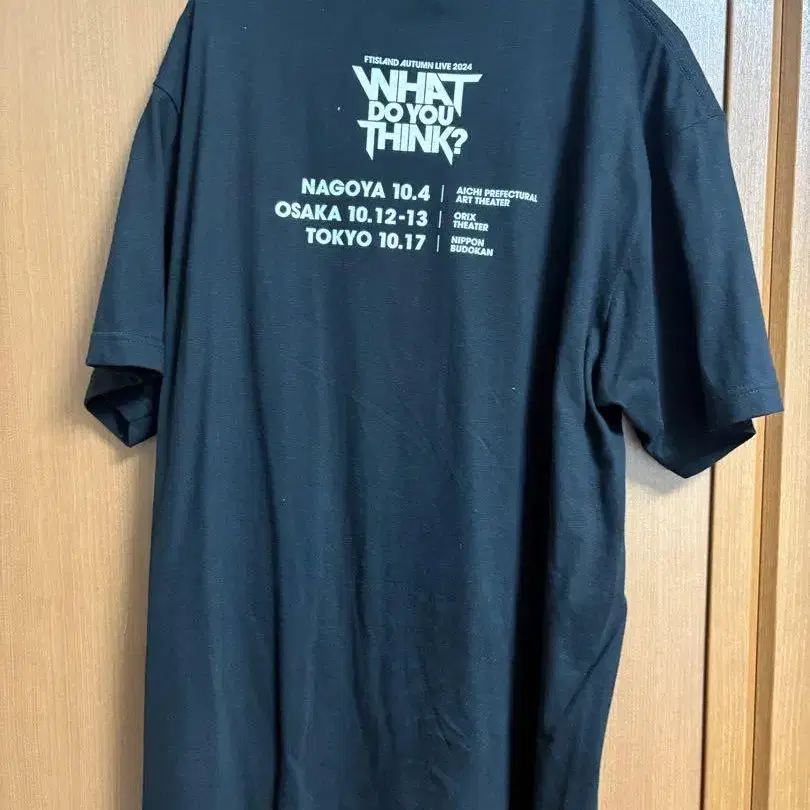 FTISLAND AUTUMN LIVE 2024
WHAT
DO YOU
THINK?
NAGOYA 10.4 | AICHI PREFECTURAL
ART THEATER
OSAKA 10.12-13 | ORIX
THEATER
TOKYO 10.17 | NIPPON
BUDOKAN